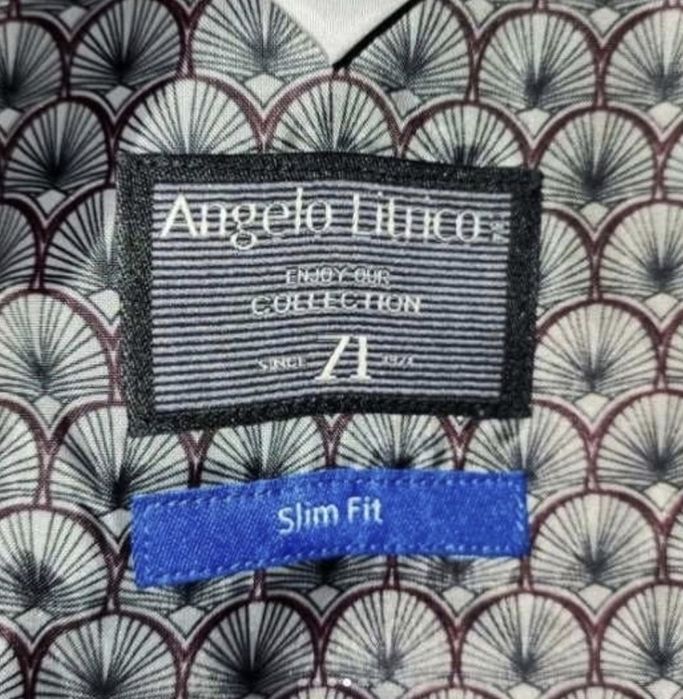 Angelo Litrico
ENJOY OUR
COLLECTION
SINCE 71
Slim Fit